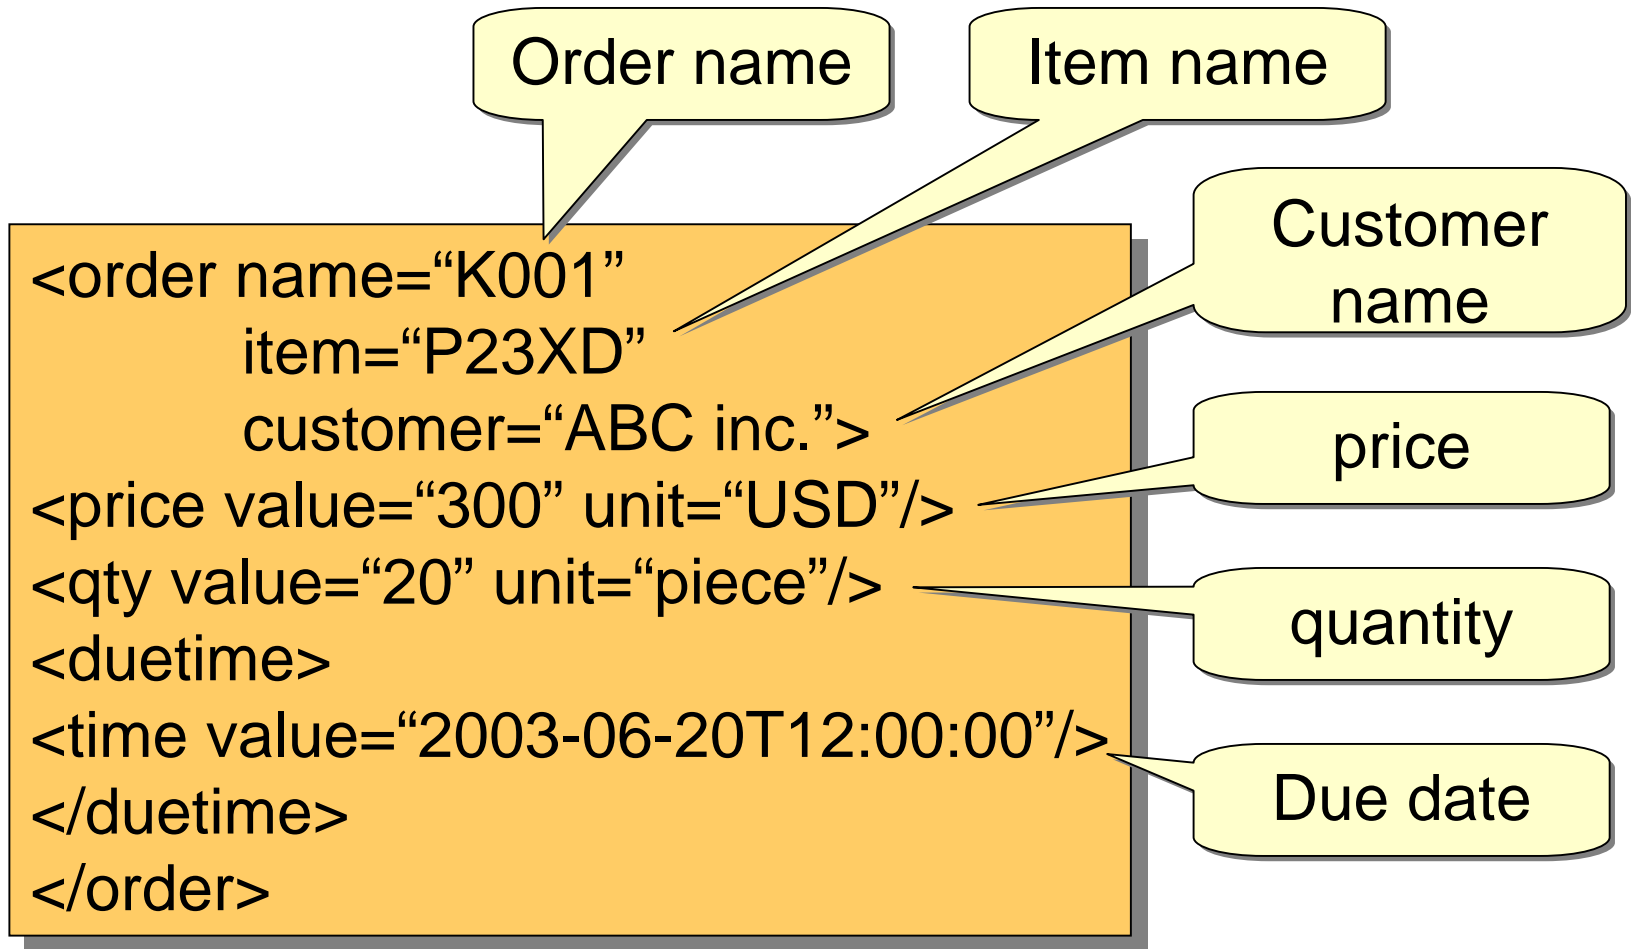 Order name
Item name
Customer
name
<order name=“K001”
item=“P23XD”
customer=“ABC inc.”>
price
<price value=“300” unit=“USD”/>
<qty value=“20” unit=“piece”/>
quantity
<duetime>
<time value=“2003-06-20T12:00:00”/>
Due date
</duetime>
</order>